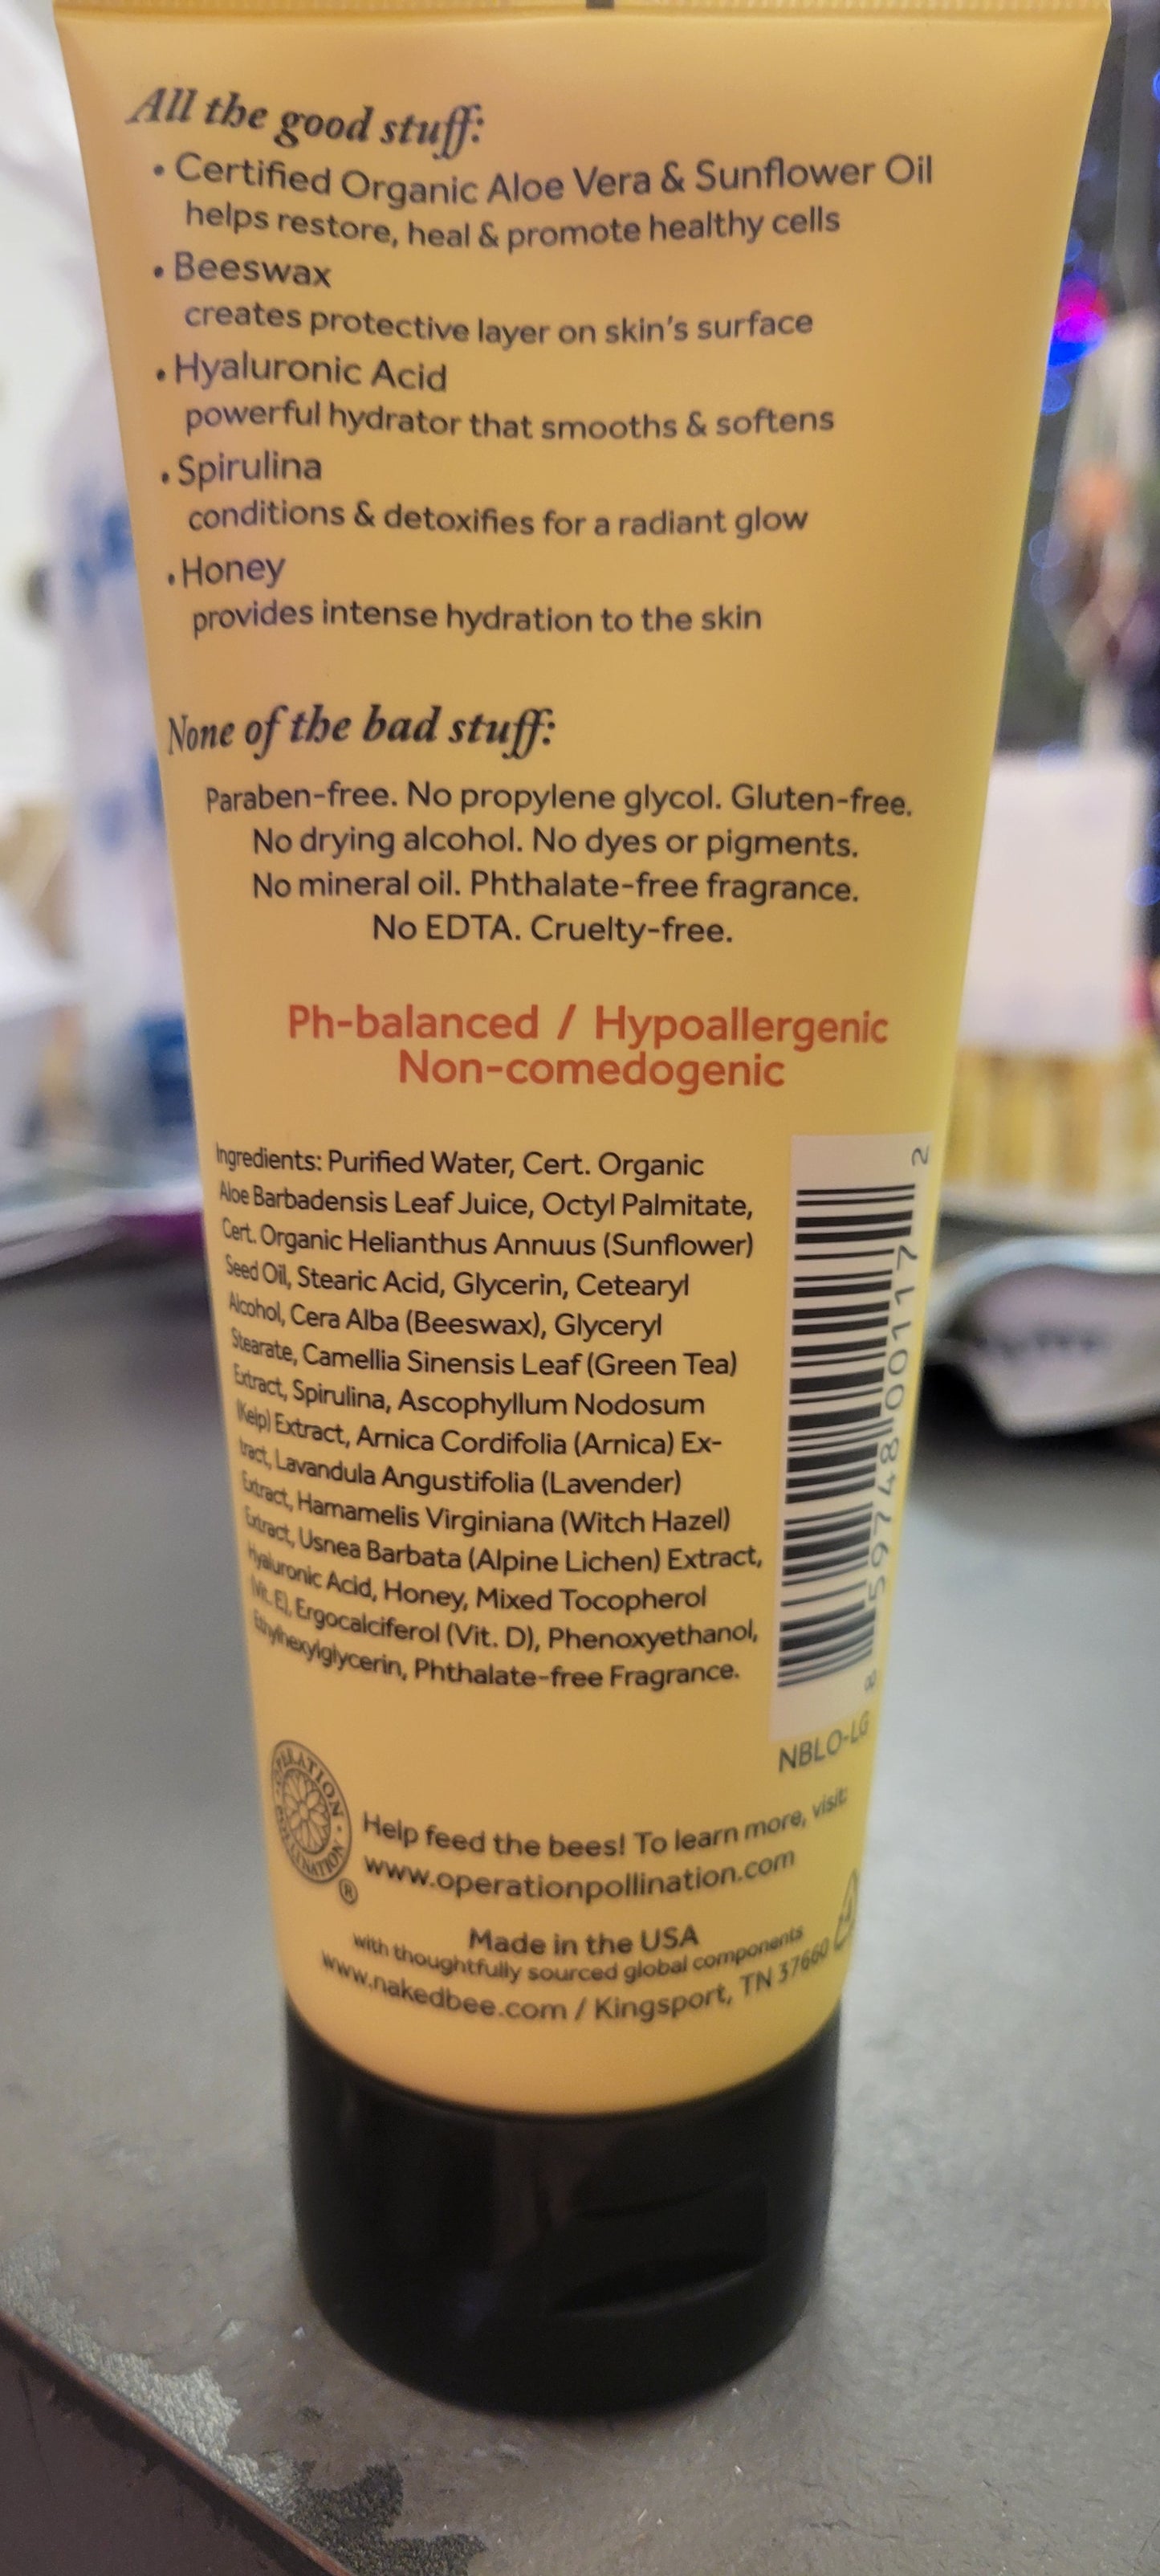 All the good stuff:
• Certified Organic Aloe Vera & Sunflower Oil
helps restore, heal & promote healthy cells
• Beeswax
creates protective layer on skin's surface
• Hyaluronic Acid
powerful hydrator that smooths & softens
• Spirulina
conditions & detoxifies for a radiant glow
• Honey
provides intense hydration to the skin
None of the bad stuff:
Paraben-free. No propylene glycol. Gluten-free.
No drying alcohol. No dyes or pigments.
No mineral oil. Phthalate-free fragrance.
No EDTA. Cruelty-free.
Ph-balanced / Hypoallergenic
Non-comedogenic
Ingredients: Purified Water, Cert. Organic
Aloe Barbadensis Leaf Juice, Octyl Palmitate,
Cert. Organic Helianthus Annuus (Sunflower)
Seed Oil, Stearic Acid, Glycerin, Cetearyl
Alcohol, Cera Alba (Beeswax), Glyceryl
Stearate, Camellia Sinensis Leaf (Green Tea)
Extract, Spirulina, Ascophyllum Nodosum
(Kelp) Extract, Arnica Cordifolia (Arnica) Ex-
tract, Lavandula Angustifolia (Lavender)
Extract, Hamamelis Virginiana (Witch Hazel)
Extract, Usnea Barbata (Alpine Lichen) Extract,
Hyaluronic Acid, Honey, Mixed Tocopherol
(Vit. E), Ergocalciferol (Vit. D), Phenoxyethanol,
Ethylhexylglycerin, Phthalate-free Fragrance.
8 59748 00117 2
NBLO-LG
OPERATION POLLINATION ®
Help feed the bees! To learn more, visit:
www.operationpollination.com
Made in the USA
with thoughtfully sourced global components
www.nakedbee.com / Kingsport, TN 37660